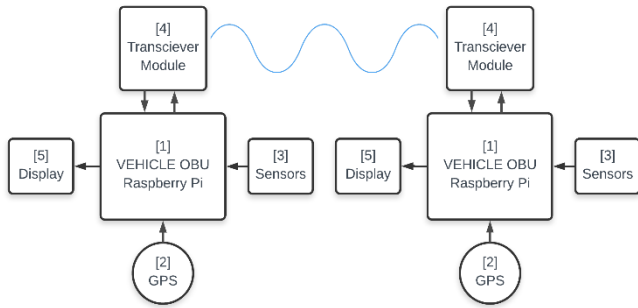 [4]
Transciever
Module
[4]
Transciever
Module
[1]
VEHICLE OBU
Raspberry Pi
[5]
Display
[3]
Sensors
[2]
GPS
[1]
VEHICLE OBU
Raspberry Pi
[5]
Display
[3]
Sensors
[2]
GPS